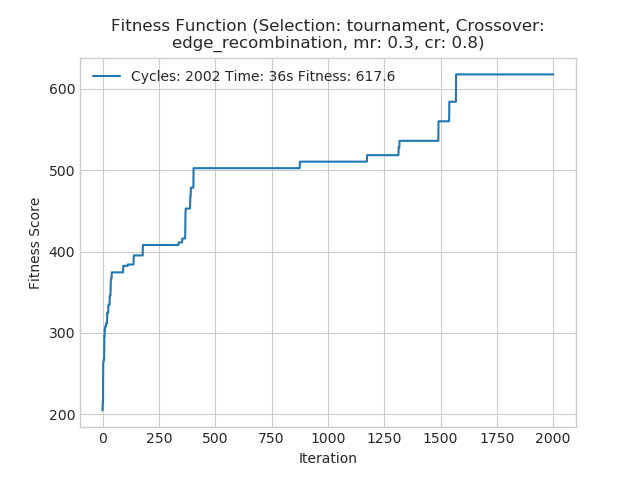 Fitness Function (Selection: tournament, Crossover:
edge_recombination, mr: 0.3, cr: 0.8)
Cycles: 2002 Time: 36s Fitness: 617.6
600
500
400
300
200
Fitness Score
0 250 500 750 1000 1250 1500 1750 2000
Iteration